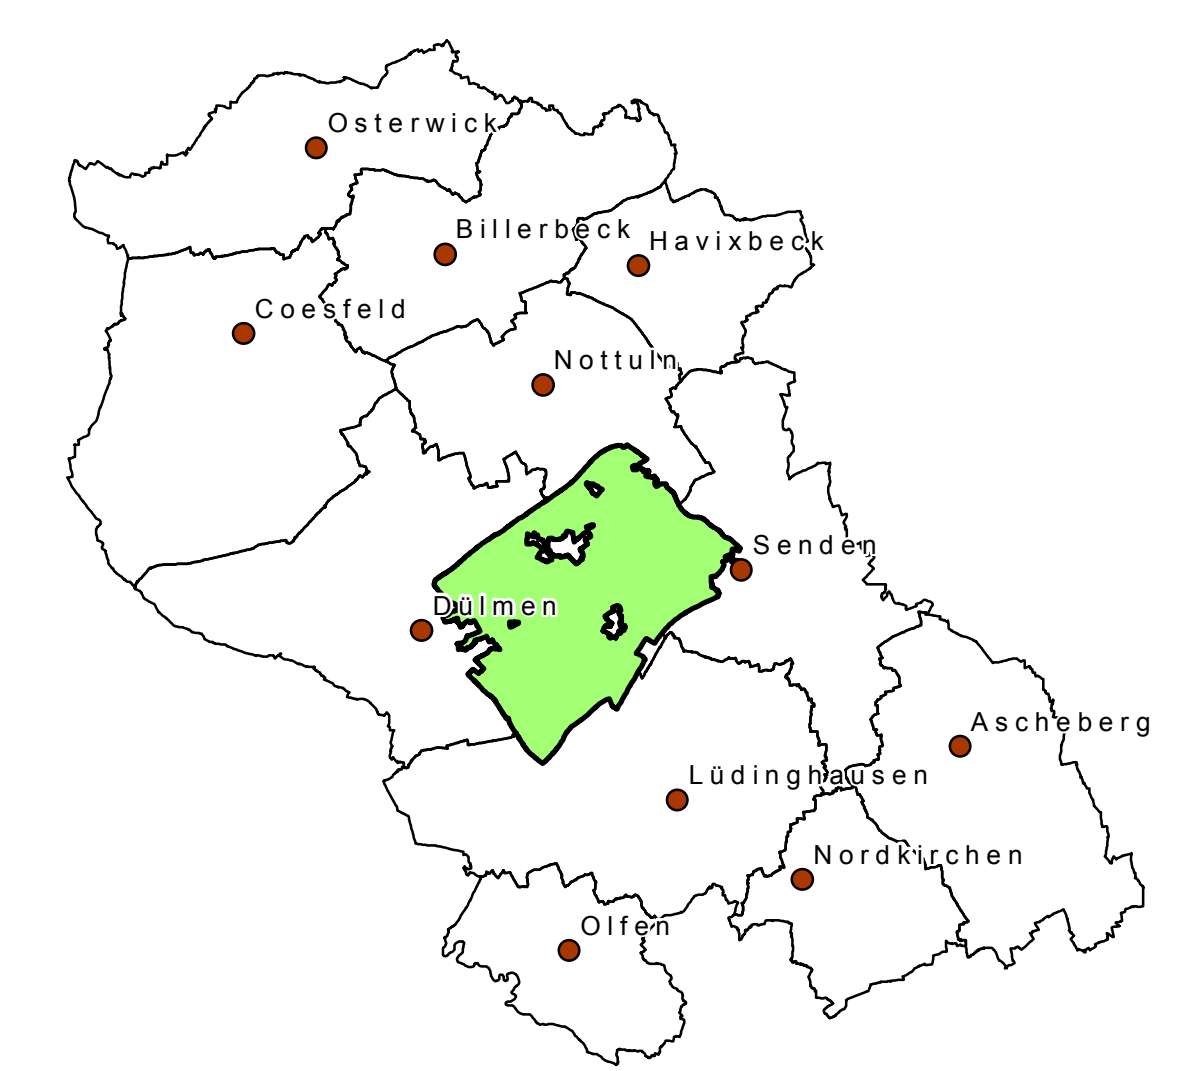 Osterwick
Billerbeck
Havixbeck
Coesfeld
Nottuln
Senden
Dülmen
Ascheberg
Lüdinghausen
Nordkirchen
Olfen